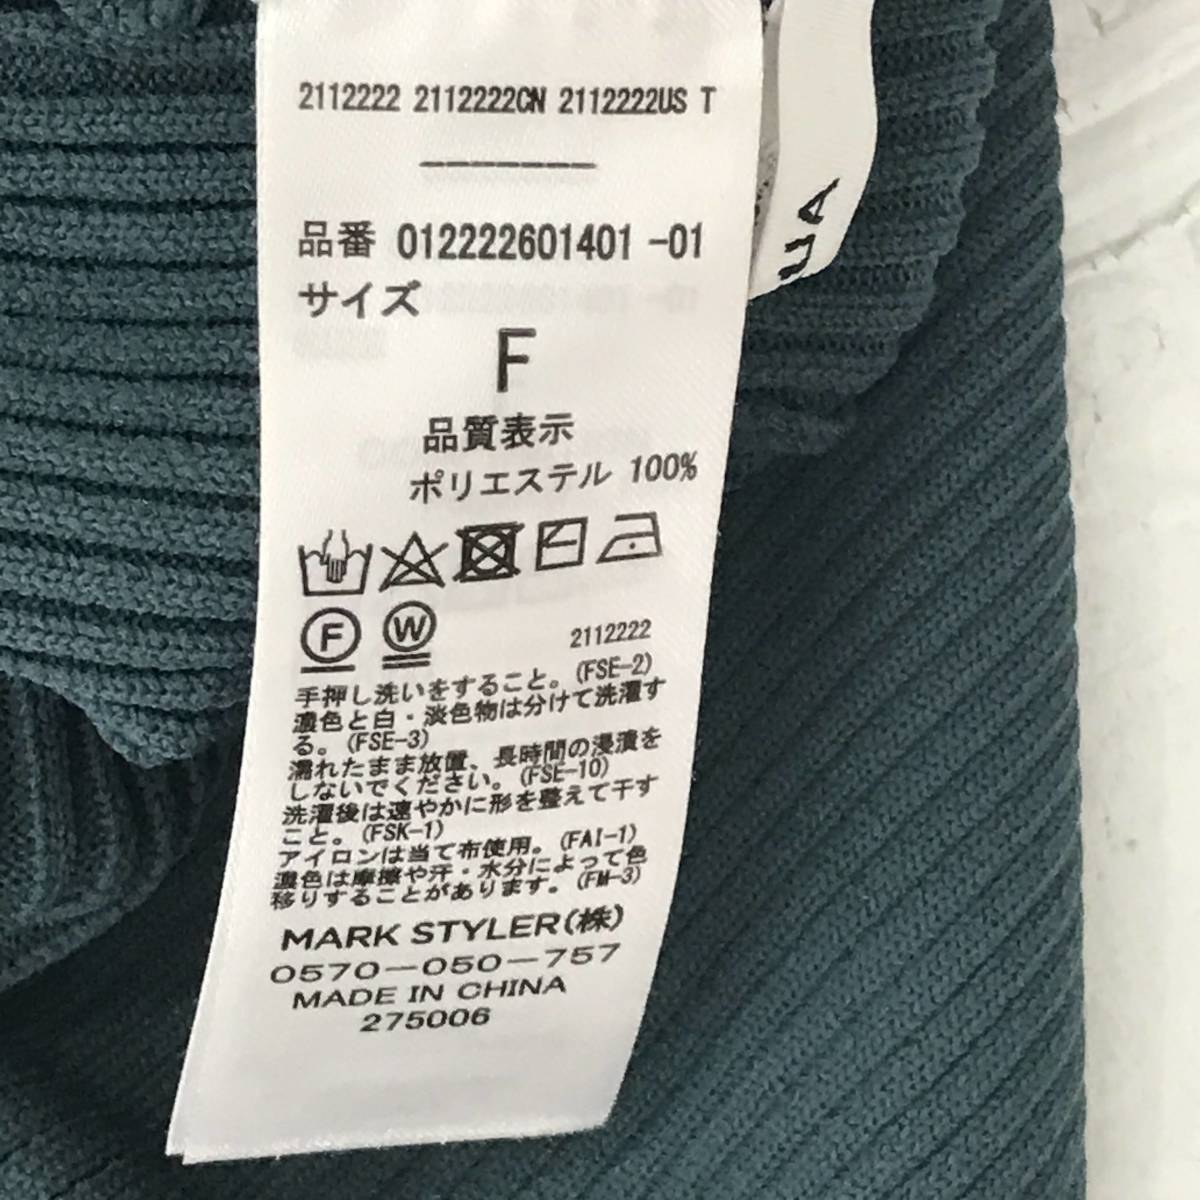 2112222 2112222CN 2112222US T
-------
品番 012222601401 -01
サイズ
F
品質表示
ポリエステル 100%
F W
2112222
手押し洗いをすること。(FSE-2)
濃色と白・淡色物は分けて洗濯す
る。(FSE-3)
濡れたまま放置、長時間の浸漬を
しないでください。(FSE-10)
洗濯後は速やかに形を整えて干す
こと。(FSK-1)
アイロンは当て布使用。(FAI-1)
濃色は摩擦や汗・水分によって色
移りすることがあります。(FM-3)
MARK STYLER(株)
0570-050-757
MADE IN CHINA
275006
UA